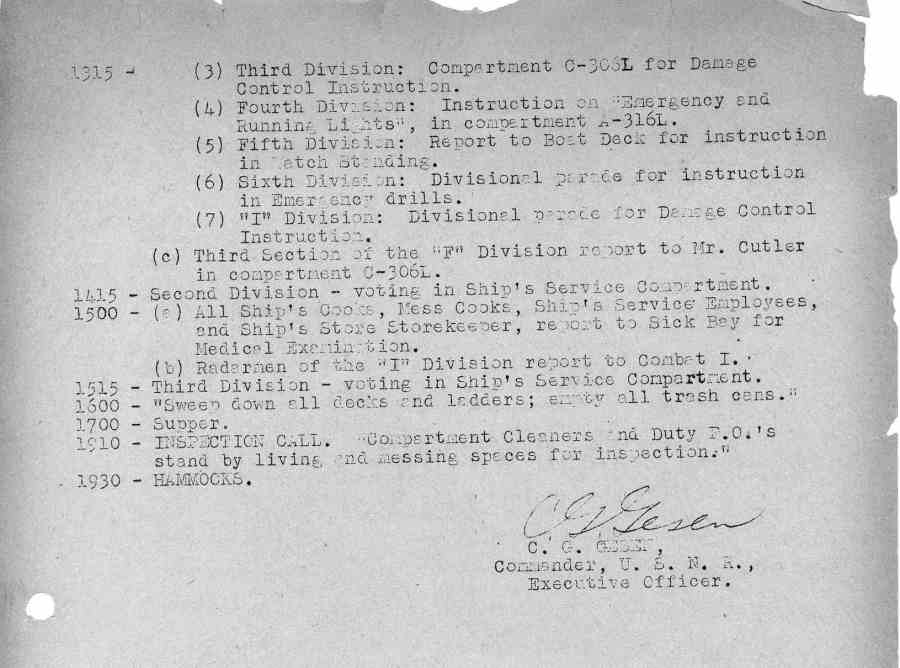 1315 - (3) Third Division: Compartment C-306L for Damage
Control Instruction.
(4) Fourth Division: Instruction on "Emergency and
Running Lights", in compartment A-316L.
(5) Fifth Division: Report to Boat Deck for instruction
in Watch Standing.
(6) Sixth Division: Divisional parade for instruction
in Emergency drills.
(7) "I" Division: Divisional parade for Damage Control
Instruction.
(c) Third Section of the "F" Division report to Mr. Cutler
in compartment C-306L.
1415 - Second Division - voting in Ship's Service Compartment.
1500 - (a) All Ship's Cooks, Mess Cooks, Ship's Service Employees,
and Ship's Store Storekeeper, report to Sick Bay for
Medical Examination.
(b) Radarmen of the "I" Division report to Combat I.
1515 - Third Division - voting in Ship's Service Compartment.
1600 - "Sweep down all decks and ladders; empty all trash cans."
1700 - Supper.
1910 - INSPECTION CALL. "Compartment Cleaners and Duty P.O.'s
stand by living and messing spaces for inspection."
1930 - HAMMOCKS.
C G Gesen
C. G. GESEN,
Commander, U. S. N. R.,
Executive Officer.